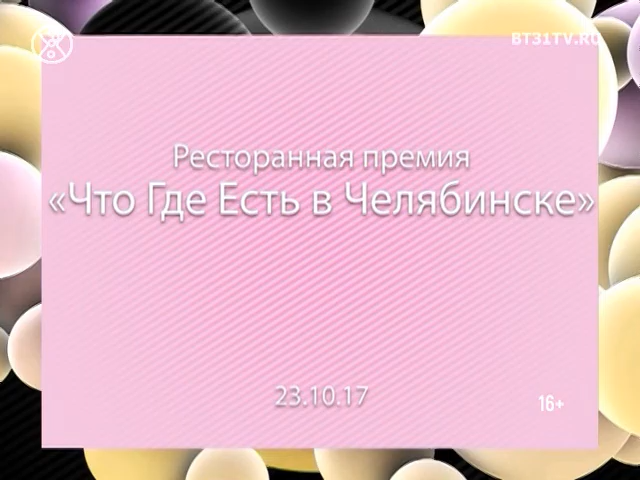 BT31TV.RU
Ресторанная премия
«Что Где Есть в Челябинске»
23.10.17
16+